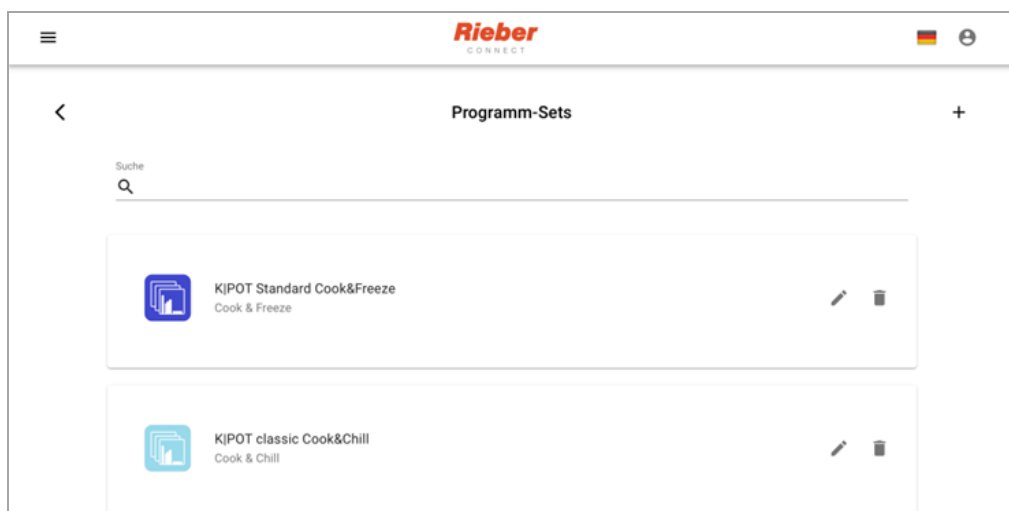 Rieber
CONNECT
Programm-Sets
Suche
K|POT Standard Cook&Freeze
Cook & Freeze
K|POT classic Cook&Chill
Cook & Chill